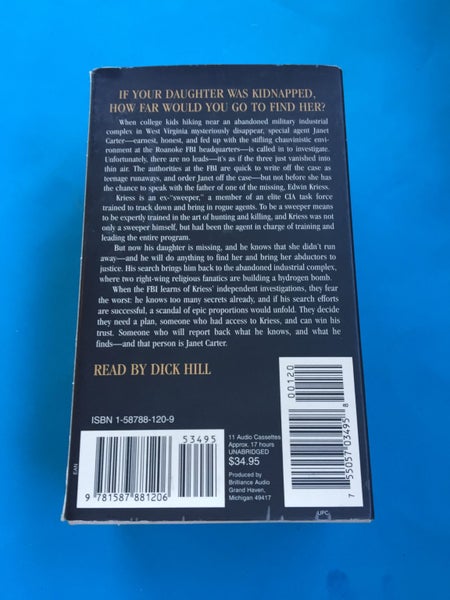 IF YOUR DAUGHTER WAS KIDNAPPED,
HOW FAR WOULD YOU GO TO FIND HER?
When college kids hiking near an abandoned military industrial
complex in West Virginia mysteriously disappear, special agent Janet
Carter—earnest, honest, and fed up with the stifling chauvinistic envi-
ronment at the Roanoke FBI headquarters—is called in to investigate.
Unfortunately, there are no leads—it's as if the three just vanished into
thin air. The authorities at the FBI are quick to write off the case as
teenage runaways, and order Janet off the case—but not before she has
the chance to speak with the father of one of the missing, Edwin Kriess.
Kriess is an ex-"sweeper," a member of an elite CIA task force
trained to track down and bring in rogue agents. To be a sweeper means
to be expertly trained in the art of hunting and killing, and Kriess was not
only a sweeper himself, but had been the agent in charge of training and
leading the entire program.
But now his daughter is missing, and he knows that she didn't run
away—and he will do anything to find her and bring her abductors to
justice. His search brings him back to the abandoned industrial complex,
where two right-wing religious fanatics are building a hydrogen bomb.
When the FBI learns of Kriess' independent investigations, they fear
the worst: he knows too many secrets already, and if his search efforts
are successful, a scandal of epic proportions would unfold. They decide
they need a plan, someone who had access to Kriess, and can win his
trust. Someone who will report back what he knows, and what he
finds—and that person is Janet Carter.
READ BY DICK HILL
ISBN 1-58788-120-9
53495
EAN
9 781587 881206
11 Audio Cassettes
Approx. 17 hours
UNABRIDGED
$34.95
Produced by
Brilliance Audio
Grand Haven,
Michigan 49417
00120
7 55057 03495 8
UPC